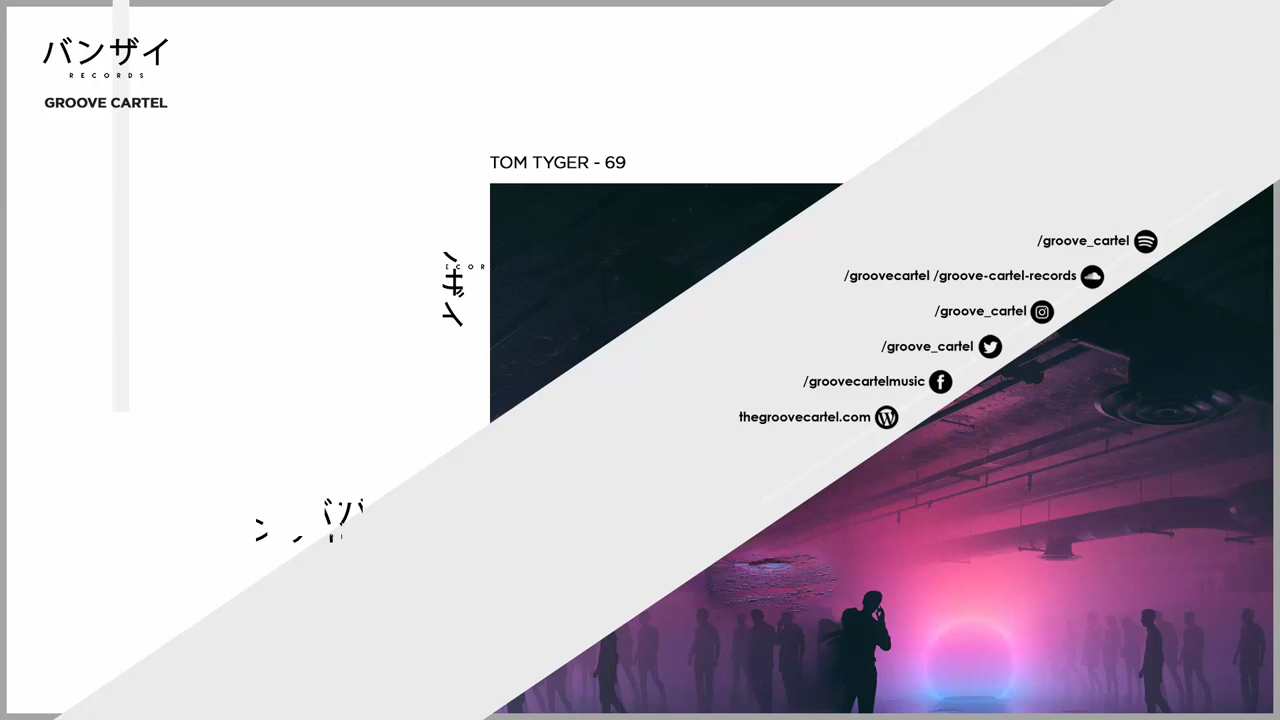 バンザイ
RECORDS
GROOVE CARTEL
TOM TYGER - 69
/groove_cartel
/groovecartel /groove-cartel-records
/groove_cartel
/groove_cartel
/groovecartelmusic
thegroovecartel.com